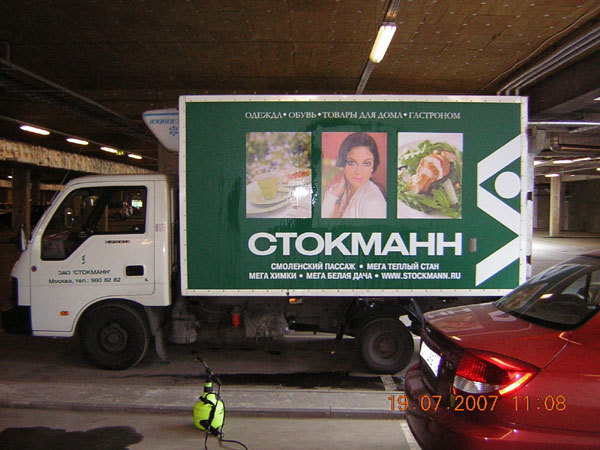 ОДЕЖДА • ОБУВЬ • ТОВАРЫ ДЛЯ ДОМА • ГАСТРОНОМ
СТОКМАНН
СМОЛЕНСКИЙ ПАССАЖ • МЕГА ТЕПЛЫЙ СТАН
МЕГА ХИМКИ • МЕГА БЕЛАЯ ДАЧА • WWW.STOCKMANN.RU
ЗАО "СТОКМАНН"
Москва, тел.: 960 82 82
19.07.2007 11:08